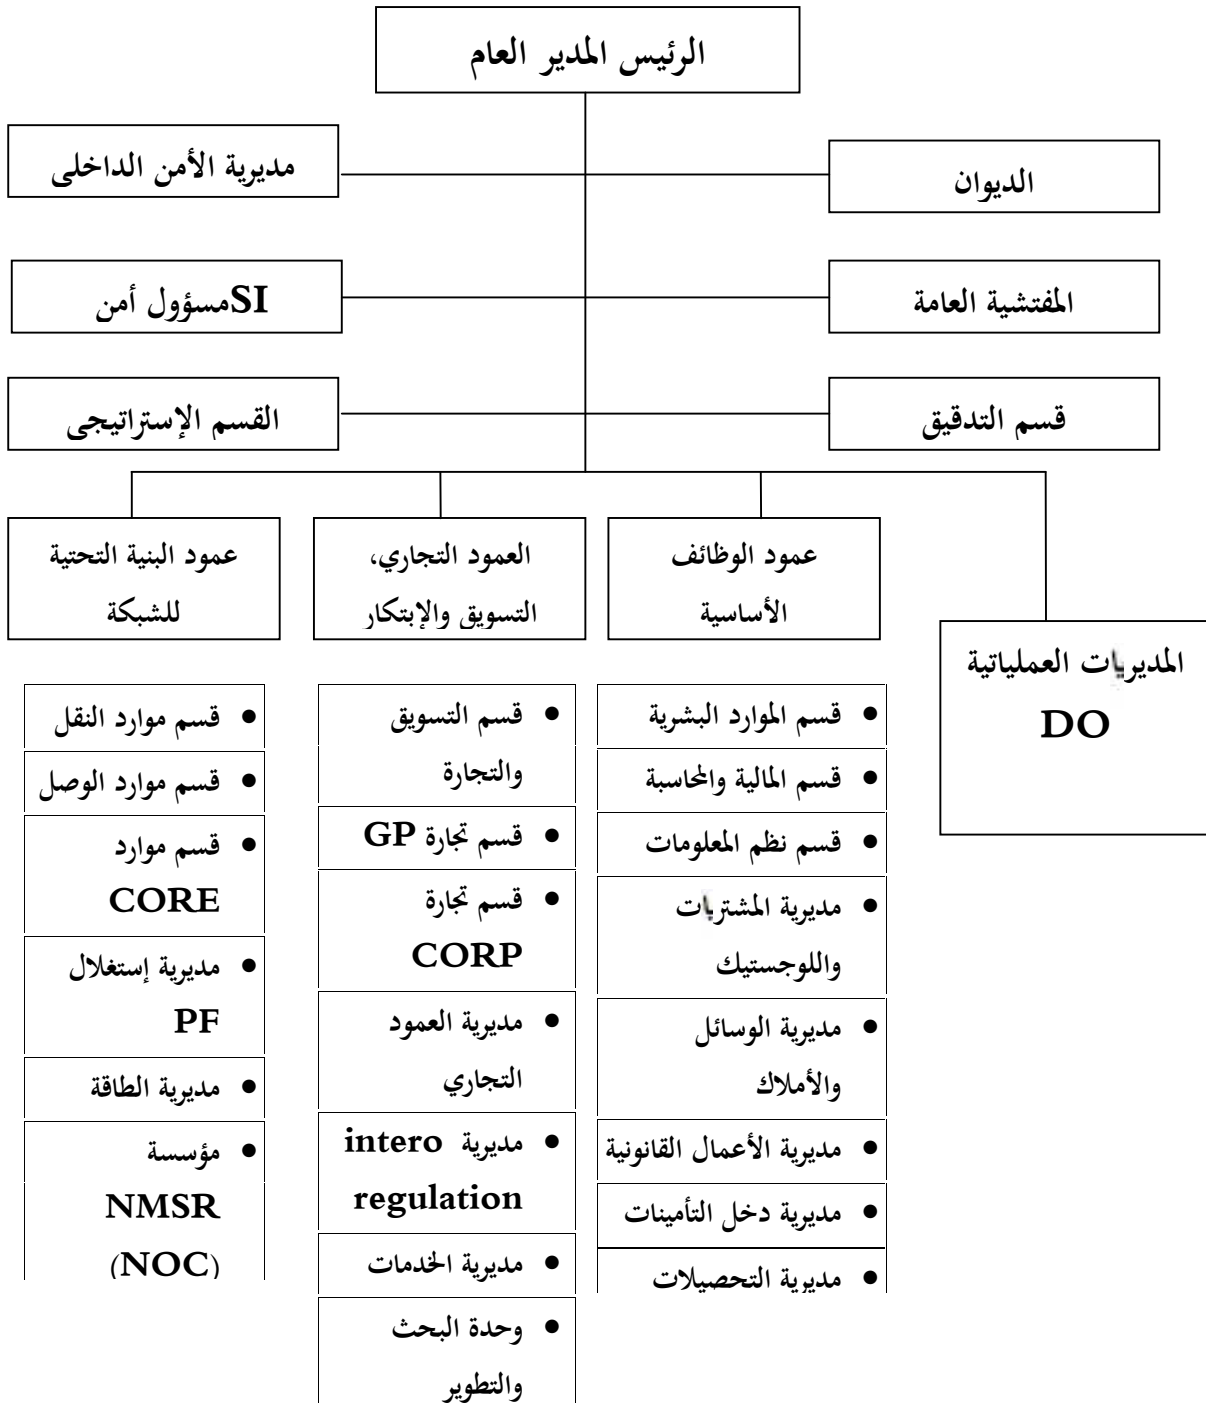 الرئيس المدير العام
الديوان
مديرية الأمن الداخلي
المفتشية العامة
مسؤول أمن SI
قسم التدقيق
القسم الإستراتيجي
عمود الوظائف
الأساسية
العمود التجاري،
التسويق والإبتكار
عمود البنية التحتية
للشبكة
المديريات العملياتية
DO
قسم الموارد البشرية
قسم المالية والمحاسبة
قسم نظم المعلومات
مديرية المشتريات
واللوجستيك
مديرية الوسائل
والأملاك
مديرية الأعمال القانونية
مديرية دخل التأمينات
مديرية التحصيلات
قسم التسويق
والتجارة
قسم تجارة GP
قسم تجارة
CORP
مديرية العمود
التجاري
مديرية intero
regulation
مديرية الخدمات
وحدة البحث
والتطوير
قسم موارد النقل
قسم موارد الوصل
قسم موارد
CORE
مديرية إستغلال
PF
مديرية الطاقة
مؤسسة
NMSR
(NOC)